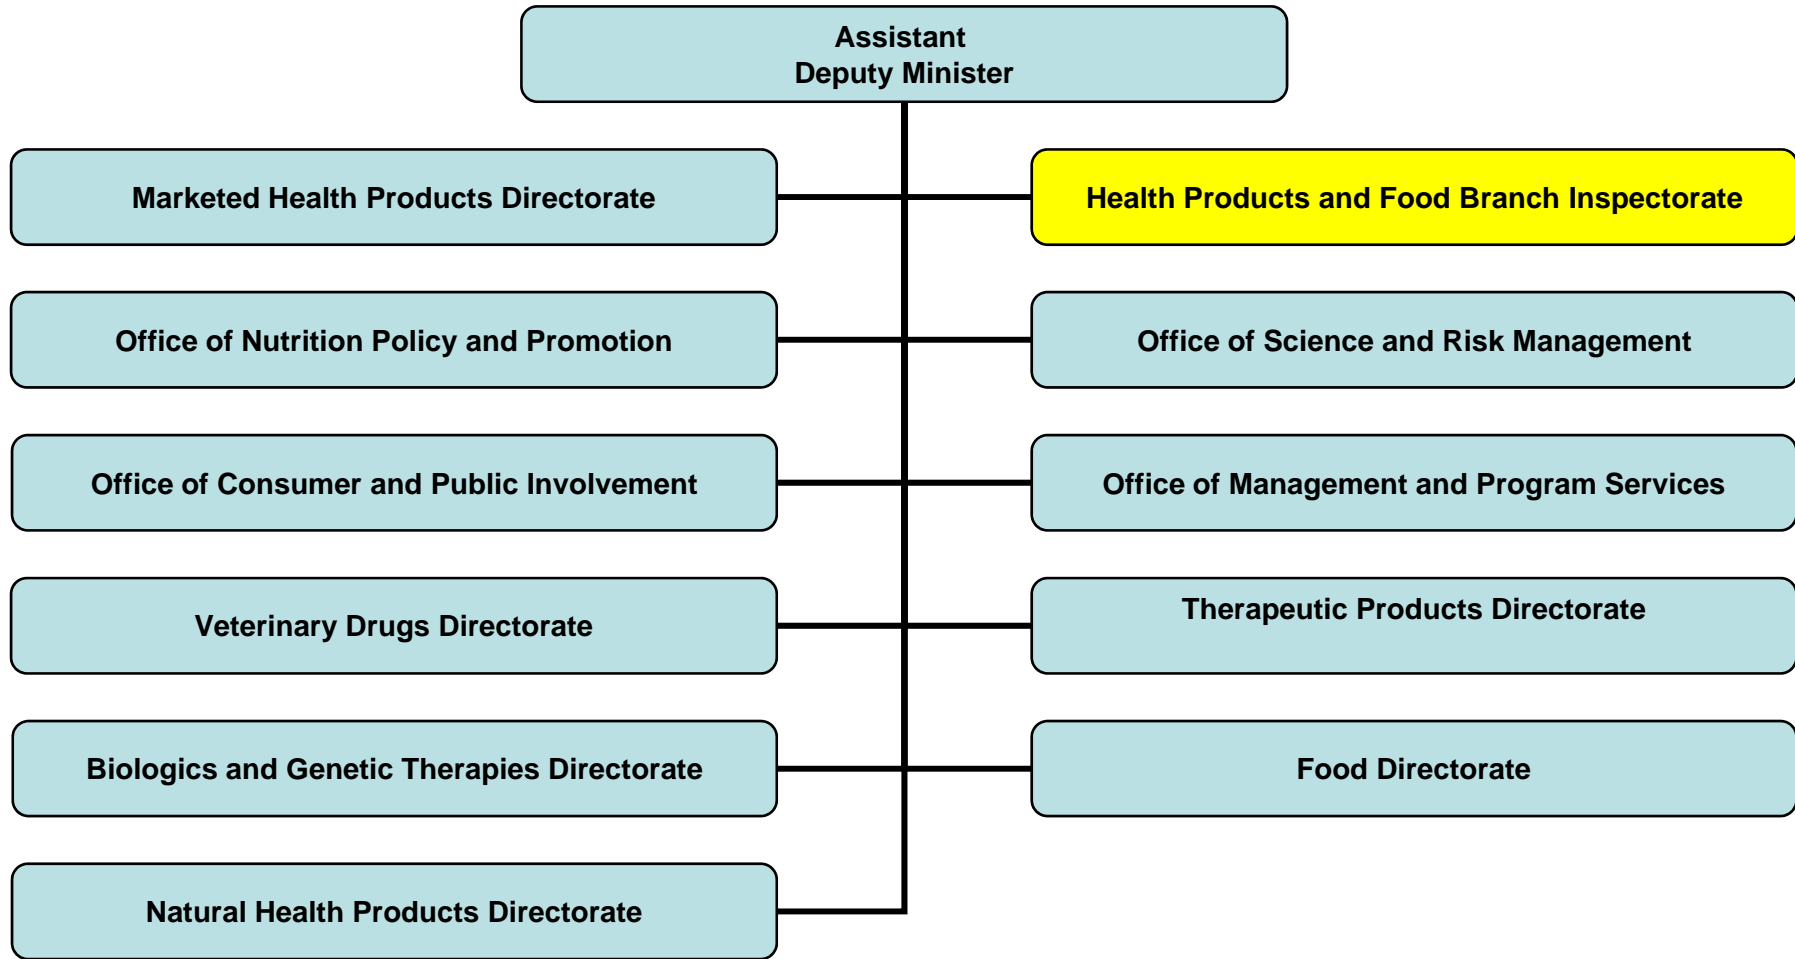 Assistant
Deputy Minister
Marketed Health Products Directorate
Health Products and Food Branch Inspectorate
Office of Nutrition Policy and Promotion
Office of Science and Risk Management
Office of Consumer and Public Involvement
Office of Management and Program Services
Veterinary Drugs Directorate
Therapeutic Products Directorate
Biologics and Genetic Therapies Directorate
Food Directorate
Natural Health Products Directorate